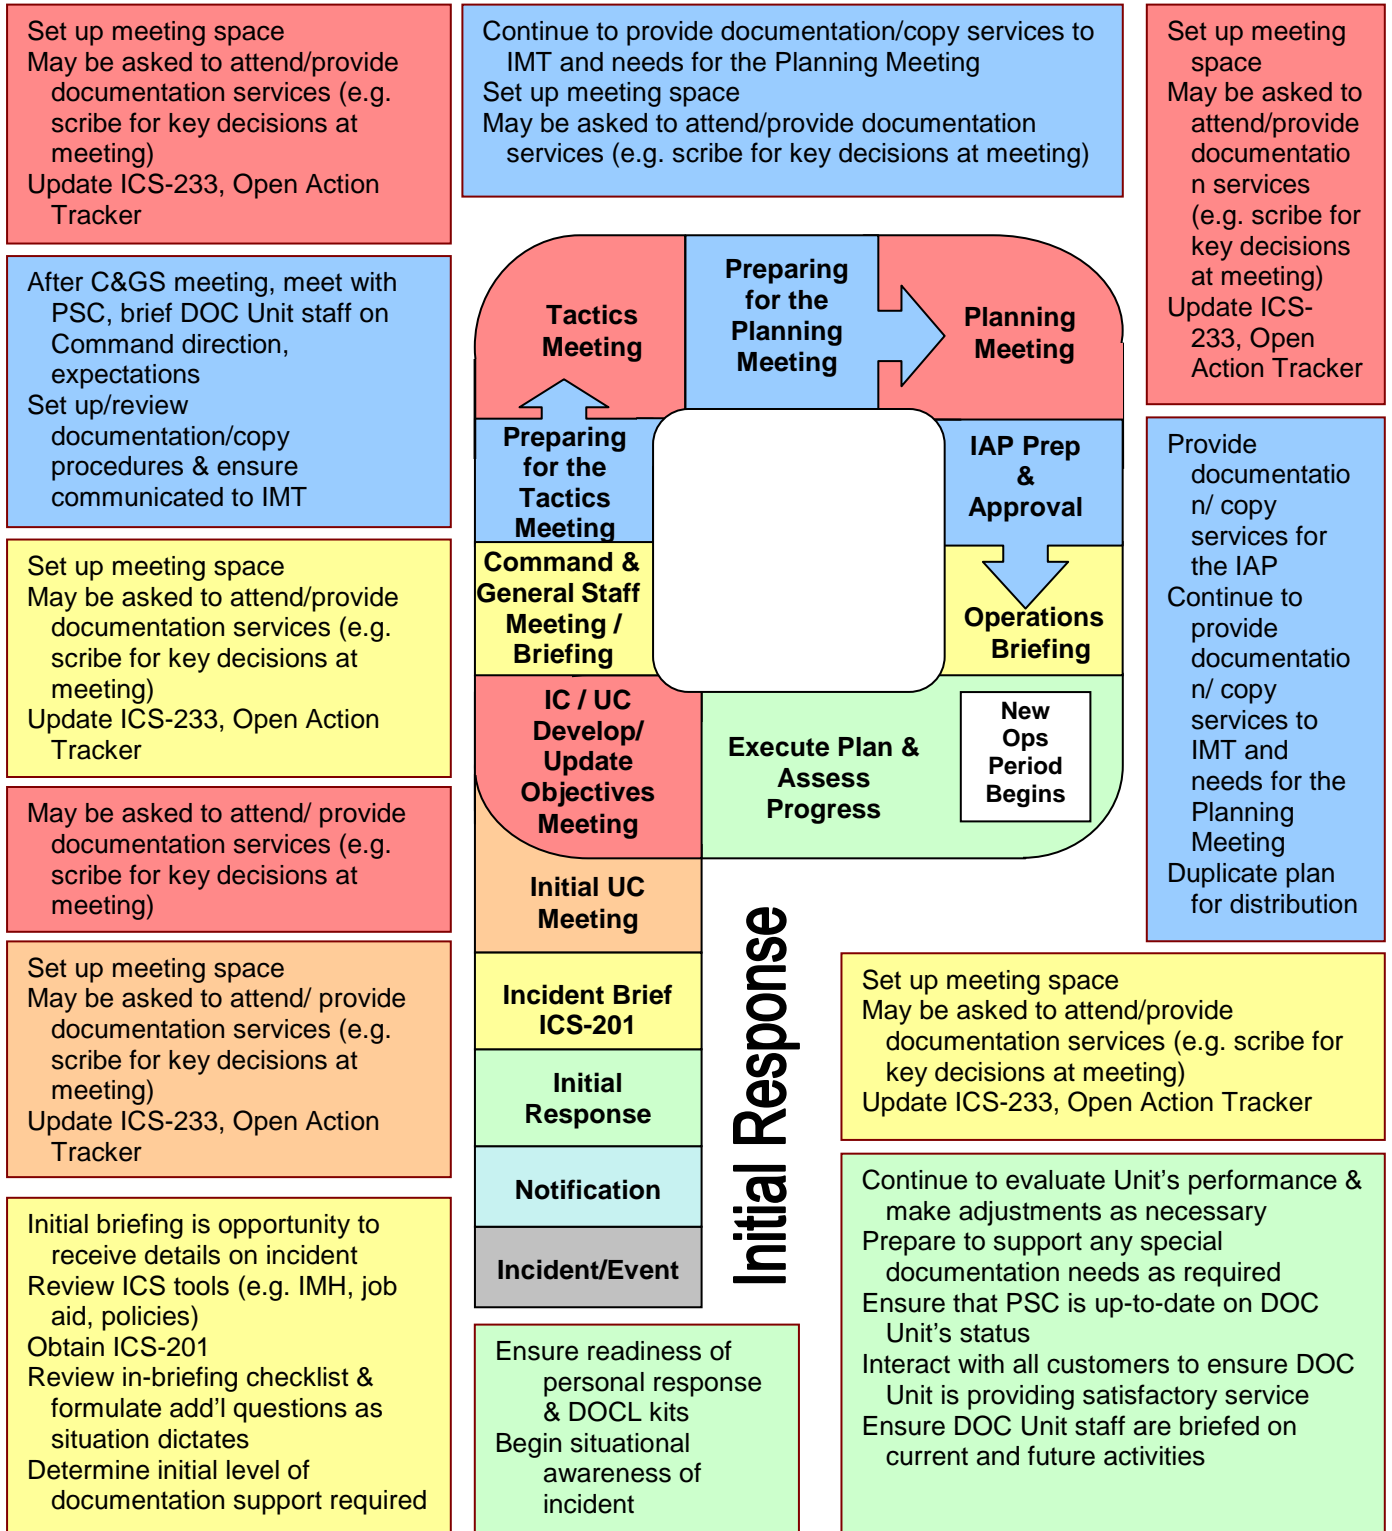 Set up meeting space
May be asked to attend/provide
documentation services (e.g.
scribe for key decisions at
meeting)
Update ICS-233, Open Action
Tracker
Continue to provide documentation/copy services to
IMT and needs for the Planning Meeting
Set up meeting space
May be asked to attend/provide documentation
services (e.g. scribe for key decisions at meeting)
Set up meeting
space
May be asked to
attend/provide
documentatio
n services
(e.g. scribe for
key decisions
at meeting)
Update ICS-
233, Open
Action Tracker
After C&GS meeting, meet with
PSC, brief DOC Unit staff on
Command direction,
expectations
Set up/review
documentation/copy
procedures & ensure
communicated to IMT
Tactics
Meeting
Preparing
for the
Planning
Meeting
Planning
Meeting
Preparing
for the
Tactics
Meeting
IAP Prep
&
Approval
Command &
General Staff
Meeting /
Briefing
Operations
Briefing
IC / UC
Develop/
Update
Objectives
Meeting
Execute Plan &
Assess
Progress
New
Ops
Period
Begins
Initial UC
Meeting
Incident Brief
ICS-201
Initial
Response
Notification
Incident/Event
Initial Response
Provide
documentatio
n/ copy
services for
the IAP
Continue to
provide
documentatio
n/ copy
services to
IMT and
needs for the
Planning
Meeting
Duplicate plan
for distribution
Set up meeting space
May be asked to attend/provide
documentation services (e.g.
scribe for key decisions at
meeting)
Update ICS-233, Open Action
Tracker
May be asked to attend/ provide
documentation services (e.g.
scribe for key decisions at
meeting)
Set up meeting space
May be asked to attend/ provide
documentation services (e.g.
scribe for key decisions at
meeting)
Update ICS-233, Open Action
Tracker
Set up meeting space
May be asked to attend/provide
documentation services (e.g. scribe for
key decisions at meeting)
Update ICS-233, Open Action Tracker
Initial briefing is opportunity to
receive details on incident
Review ICS tools (e.g. IMH, job
aid, policies)
Obtain ICS-201
Review in-briefing checklist &
formulate add'l questions as
situation dictates
Determine initial level of
documentation support required
Ensure readiness of
personal response
& DOCL kits
Begin situational
awareness of
incident
Continue to evaluate Unit's performance &
make adjustments as necessary
Prepare to support any special
documentation needs as required
Ensure that PSC is up-to-date on DOC
Unit's status
Interact with all customers to ensure DOC
Unit is providing satisfactory service
Ensure DOC Unit staff are briefed on
current and future activities